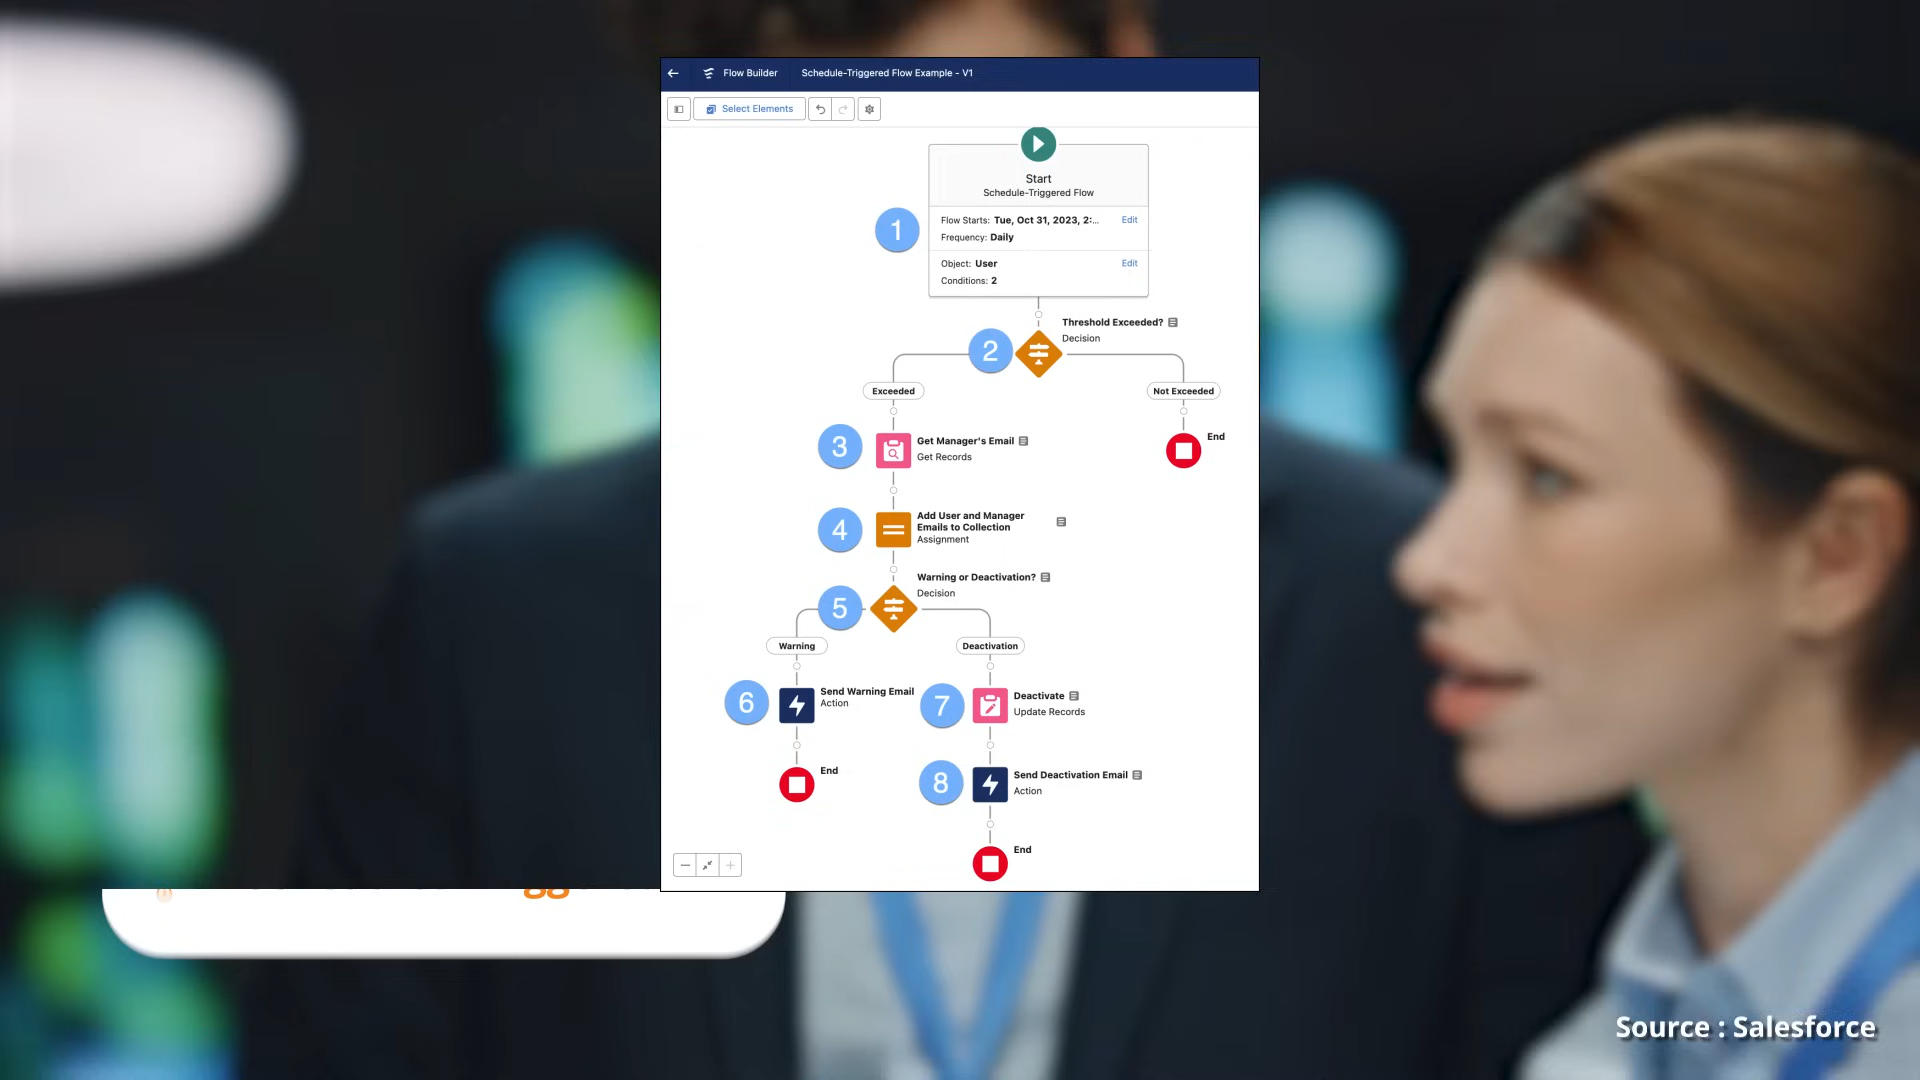 Flow Builder
Schedule-Triggered Flow Example - V1
Select Elements
Start
Schedule-Triggered Flow
1
Flow Starts: Tue, Oct 31, 2023, 2:...
Edit
Frequency: Daily
Object: User
Edit
Conditions: 2
2
Threshold Exceeded?
Decision
Exceeded
Not Exceeded
3
Get Manager's Email
Get Records
End
4
Add User and Manager
Emails to Collection
Assignment
5
Warning or Deactivation?
Decision
Warning
Deactivation
6
Send Warning Email
Action
7
Deactivate
Update Records
End
8
Send Deactivation Email
Action
End
Source : Salesforce